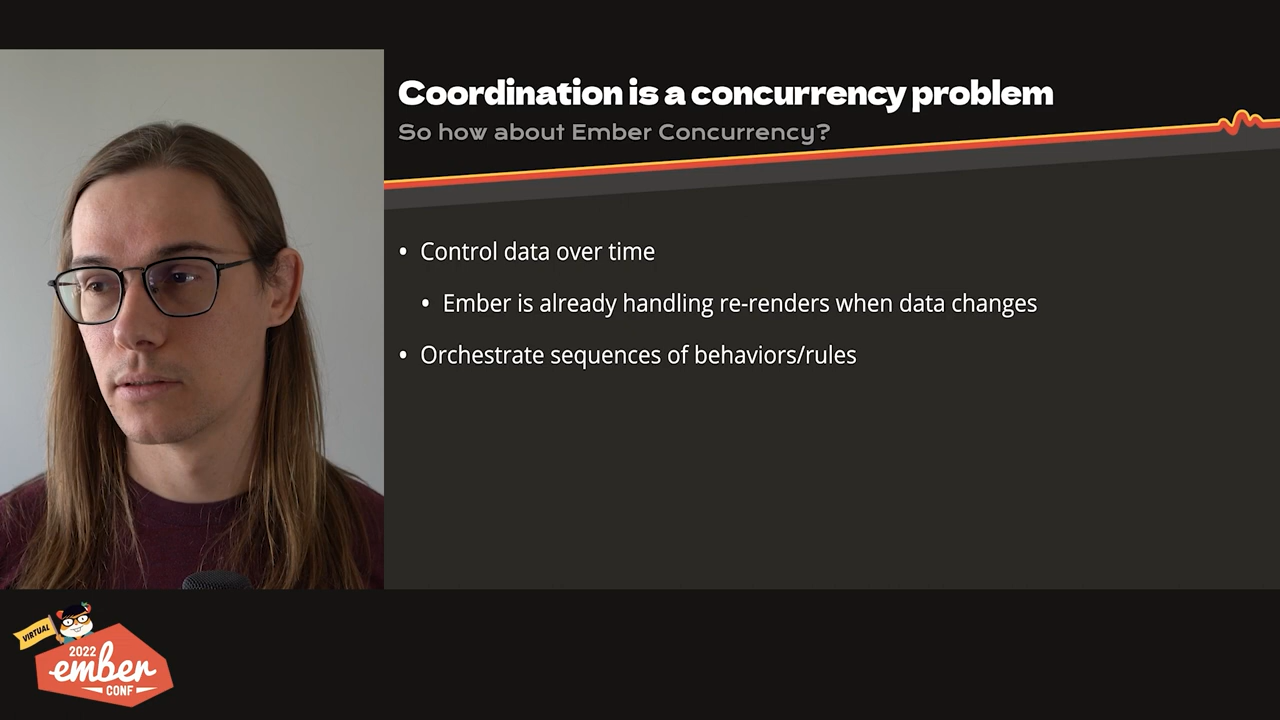 Coordination is a concurrency problem
So how about Ember Concurrency?
• Control data over time
• Ember is already handling re-renders when data changes
• Orchestrate sequences of behaviors/rules
VIRTUAL
2022
ember
CONF